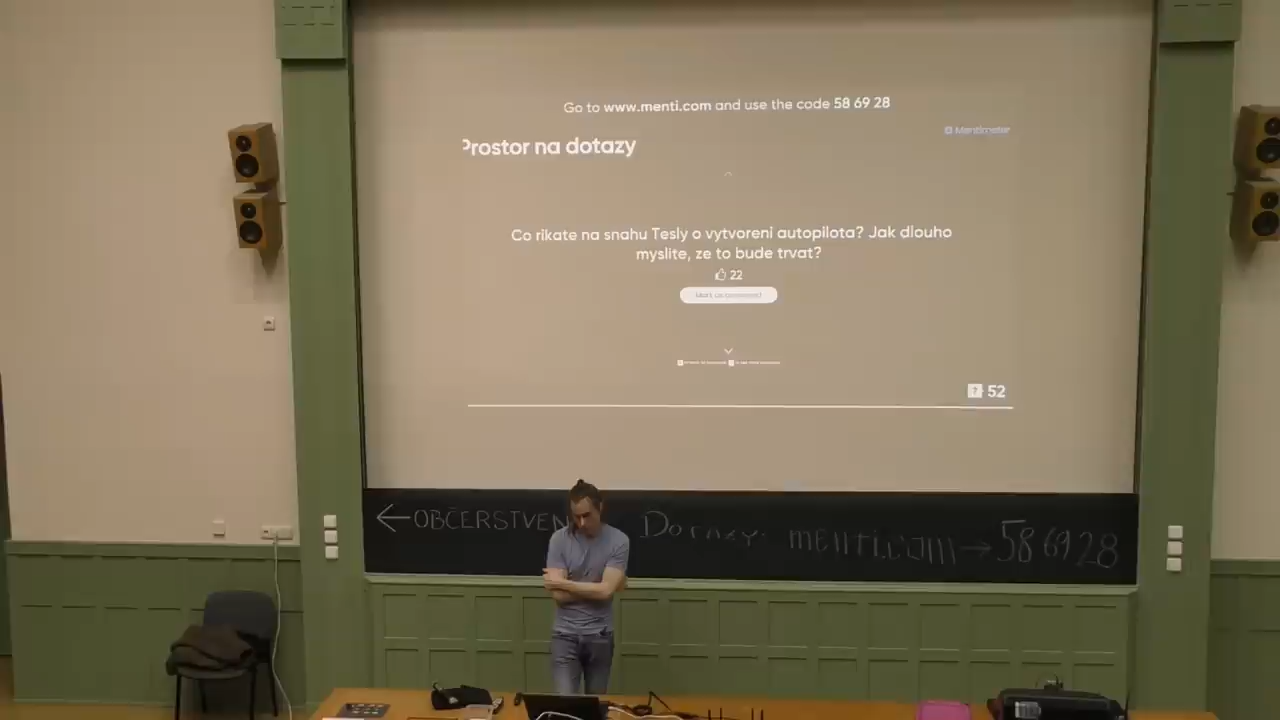 Go to www.menti.com and use the code 58 69 28
Mentimeter
Prostor na dotazy
Co rikate na snahu Tesly o vytvoreni autopilota? Jak dlouho
myslite, ze to bude trvat?
22
52
←OBČERSTVEN
Dotazy: menti.com→58 69 28